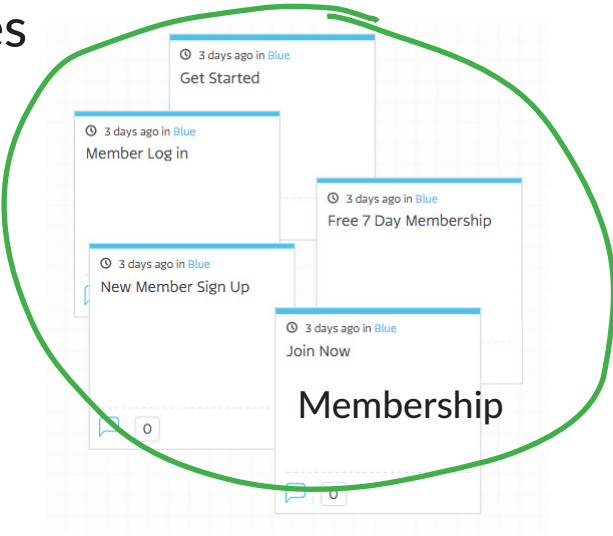 es
3 days ago in Blue
Get Started
3 days ago in Blue
Member Log in
3 days ago in Blue
Free 7 Day Membership
3 days ago in Blue
New Member Sign Up
0
3 days ago in Blue
Join Now
Membership
0